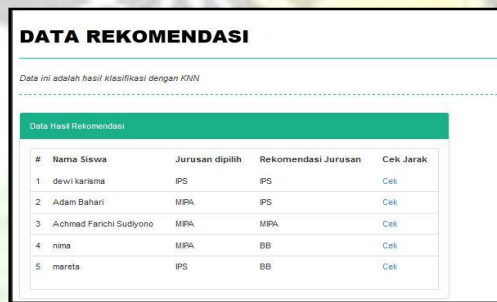 DATA REKOMENDASI
Data ini adalah hasil klasifikasi dengan KNN
Data Hasil Rekomendasi
# Nama Siswa Jurusan dipilih Rekomendasi Jurusan Cek Jarak
1 dewi karisma IPS IPS Cek
2 Adam Bahari MIPA IPS Cek
3 Achmad Farichi Sudiyono MIPA MIPA Cek
4 nima MIPA BB Cek
5 mareta IPS BB Cek